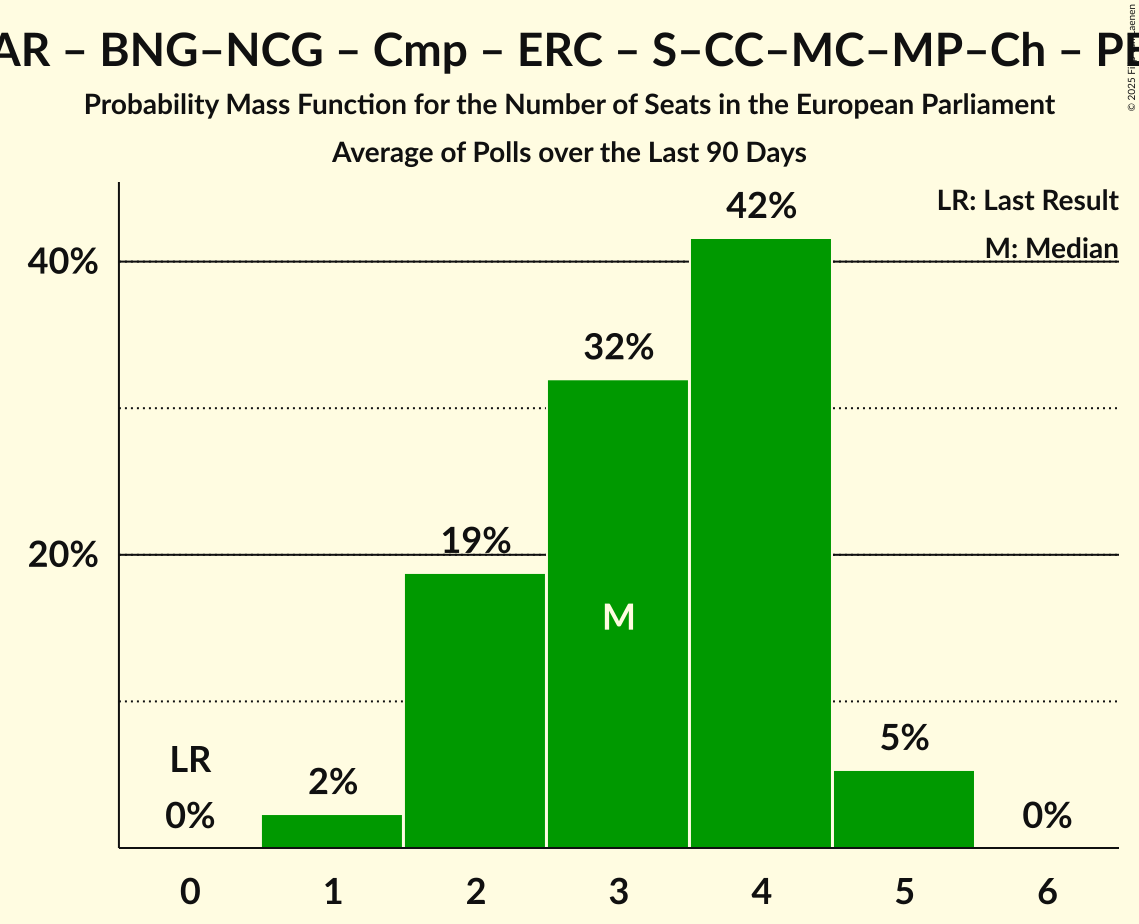 AR – BNG–NCG – Cmp – ERC – S–CC–MC–MP–Ch –
Probability Mass Function for the Number of Seats in the European Parliament
Average of Polls over the Last 90 Days
© 2025
LR: Last Result
M: Median
42%
40%
32%
19%
20%
M
LR
5%
2%
0%
0%
0 1 2 3 4 5 6